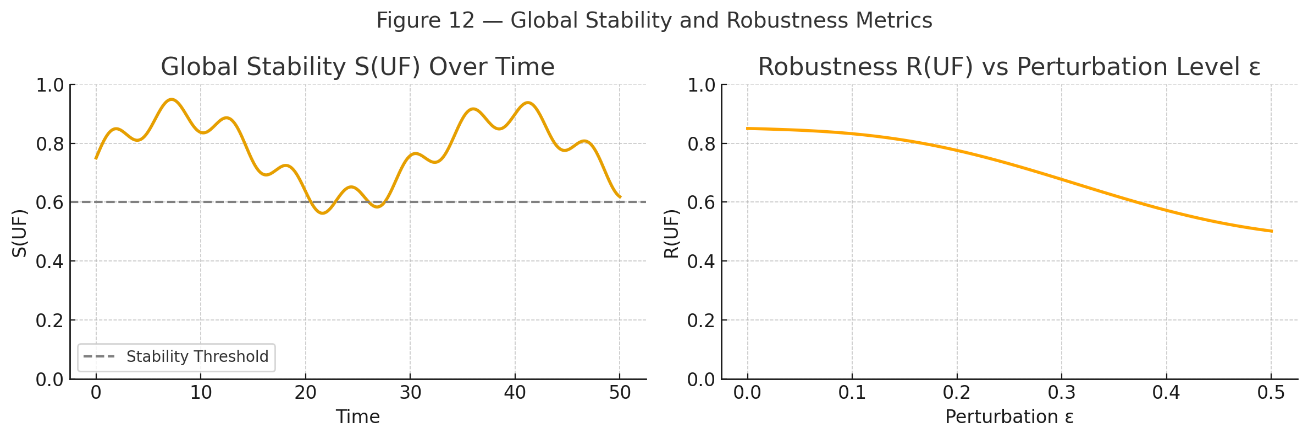 Figure 12 — Global Stability and Robustness Metrics
Global Stability S(UF) Over Time
S(UF)
1.0
0.8
0.6
0.4
0.2
0.0
Stability Threshold
0 10 20 30 40 50
Time
Robustness R(UF) vs Perturbation Level ε
R(UF)
1.0
0.8
0.6
0.4
0.2
0.0
0.0 0.1 0.2 0.3 0.4 0.5
Perturbation ε